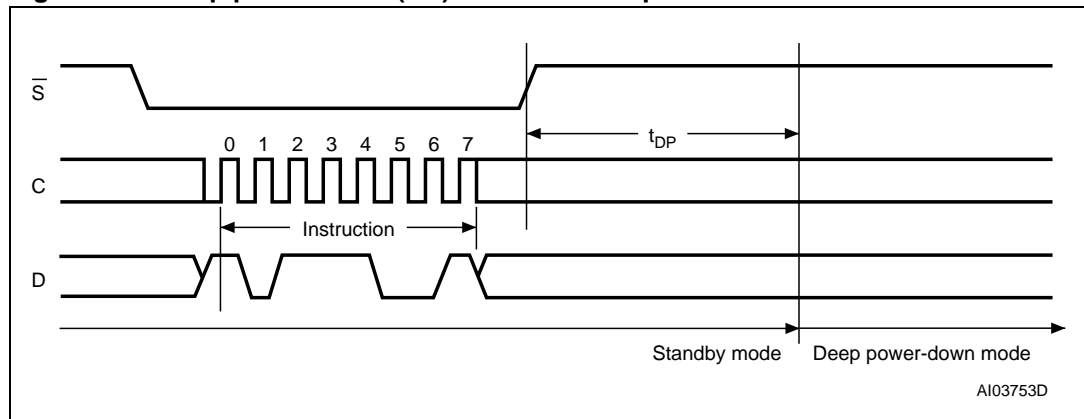 S
0 1 2 3 4 5 6 7
tDP
C
Instruction
D
Standby mode Deep power-down mode
AI03753D